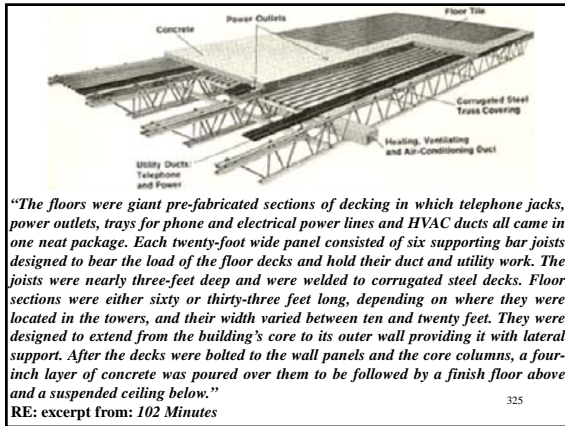 Power Outlets
Floor Tile
Concrete
Corrugated Steel
Truss Covering
Heating, Ventilating
and Air-Conditioning Duct
Utility Ducts:
Telephone
and Power
“The floors were giant pre-fabricated sections of decking in which telephone jacks,
power outlets, trays for phone and electrical power lines and HVAC ducts all came in
one neat package. Each twenty-foot wide panel consisted of six supporting bar joists
designed to bear the load of the floor decks and hold their duct and utility work. The
joists were nearly three-feet deep and were welded to corrugated steel decks. Floor
sections were either sixty or thirty-three feet long, depending on where they were
located in the towers, and their width varied between ten and twenty feet. They were
designed to extend from the building’s core to its outer wall providing it with lateral
support. After the decks were bolted to the wall panels and the core columns, a four-
inch layer of concrete was poured over them to be followed by a finish floor above
and a suspended ceiling below.”
RE: excerpt from: 102 Minutes
325